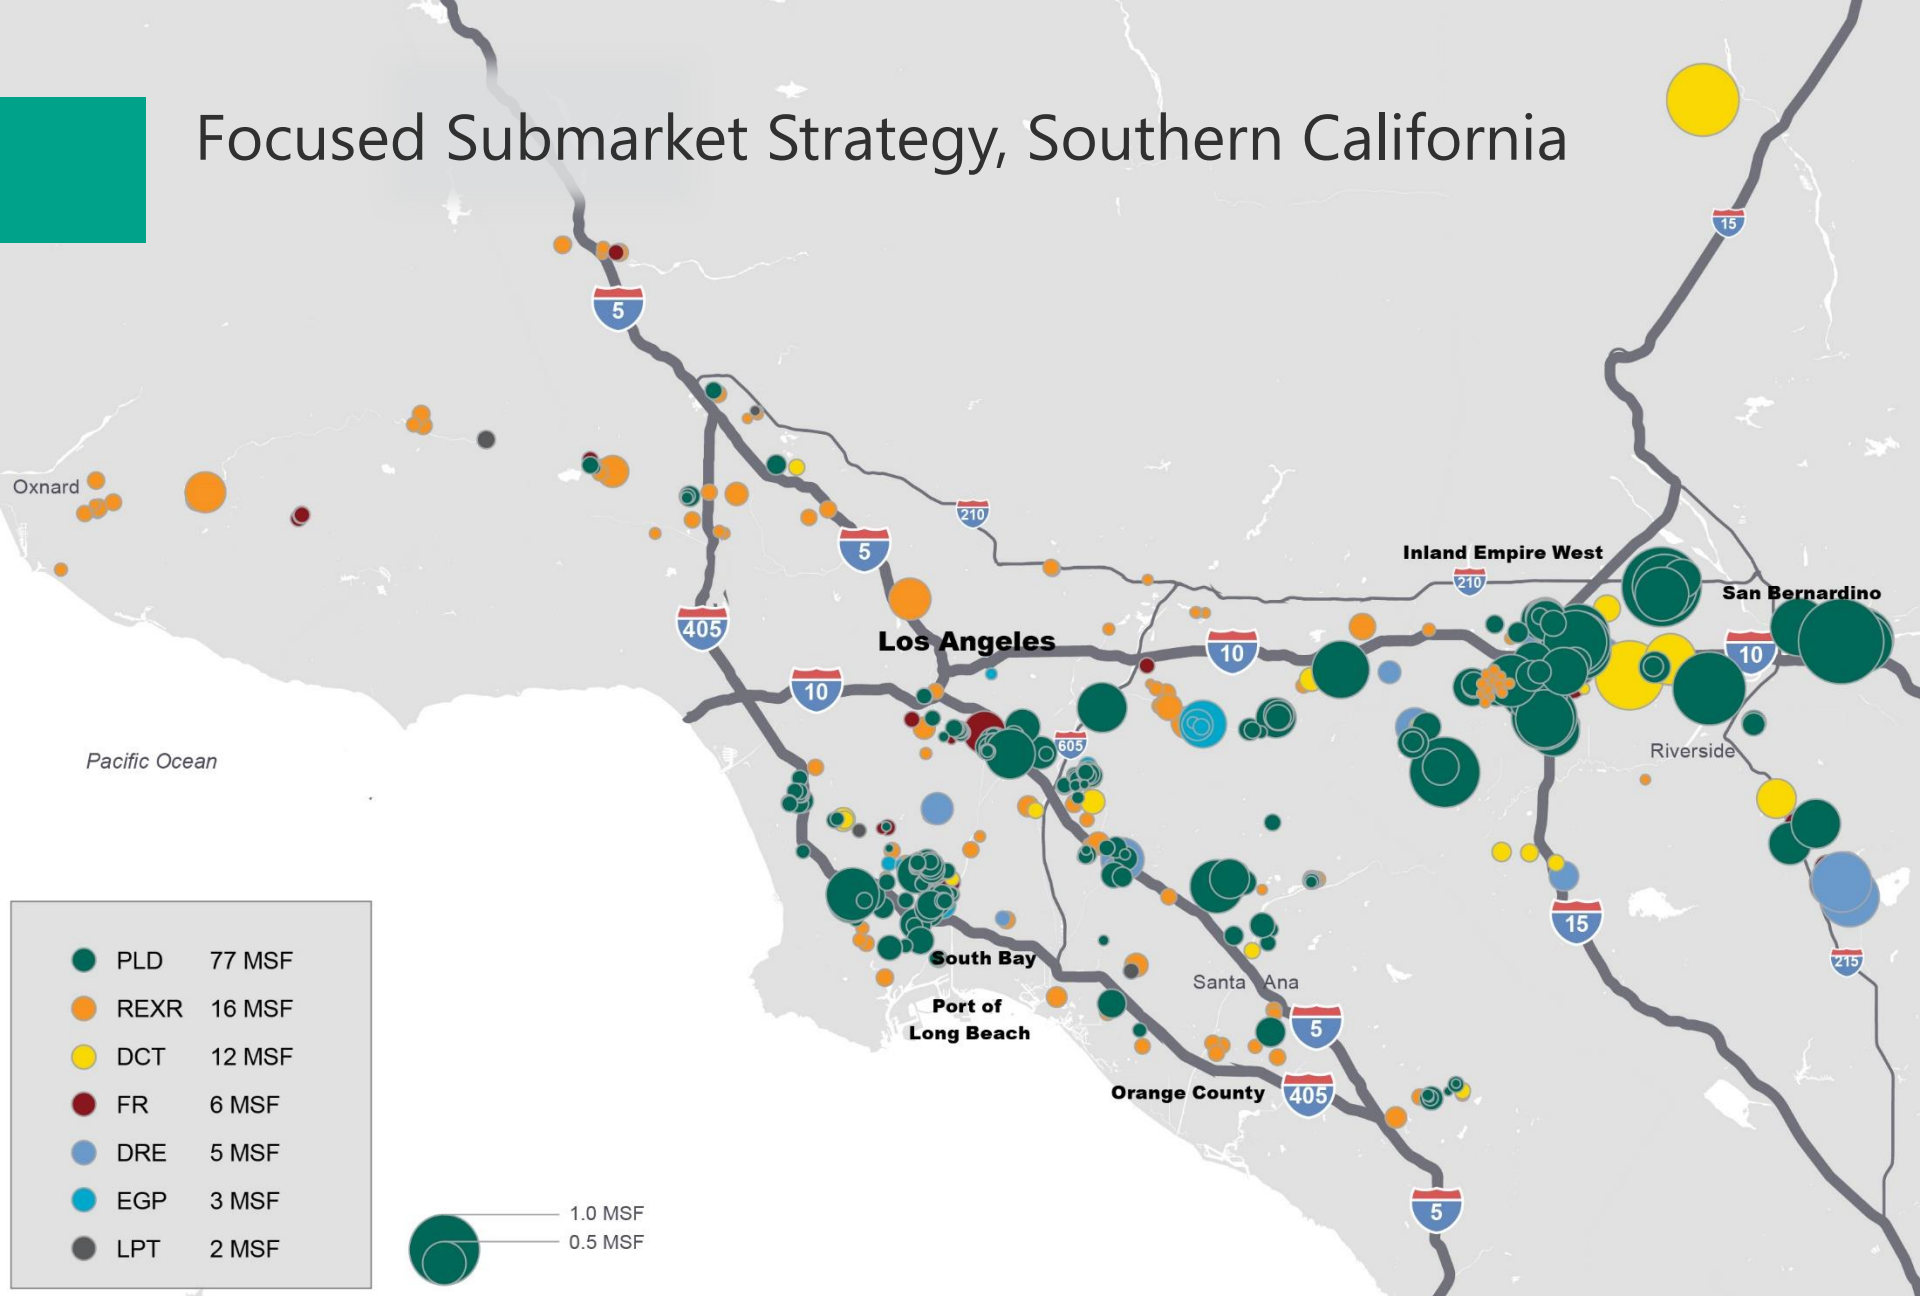 Focused Submarket Strategy, Southern California
15
5
Oxnard
210
5
Inland Empire West
210
San Bernardino
405
Los Angeles
10
10
10
605
Riverside
Pacific Ocean
15
South Bay
215
Santa Ana
Port of
Long Beach
5
Orange County
405
5
PLD 77 MSF
REXR 16 MSF
DCT 12 MSF
FR 6 MSF
DRE 5 MSF
EGP 3 MSF
LPT 2 MSF
1.0 MSF
0.5 MSF